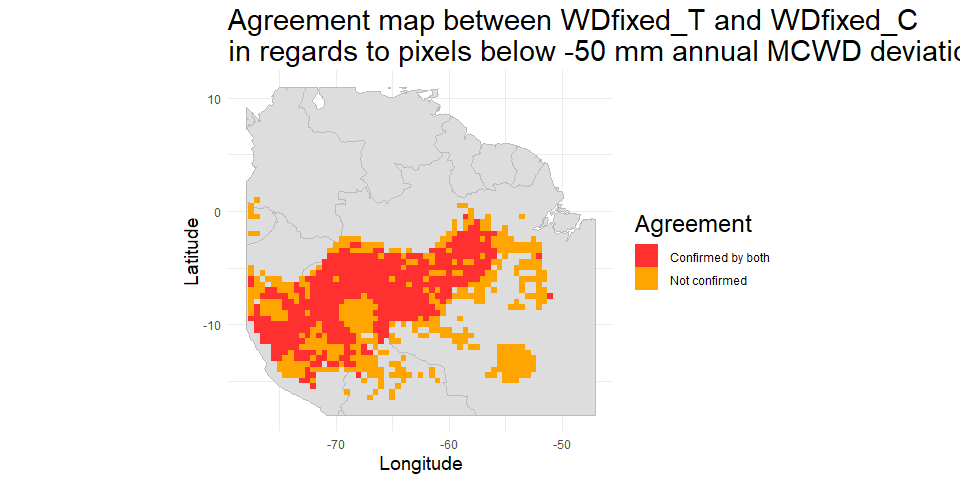 Agreement map between WDfixed_T and WDfixed_C
in regards to pixels below -50 mm annual MCWD deviatio
10
0
-10
Latitude
-70
-60
-50
Longitude
Agreement
Confirmed by both
Not confirmed